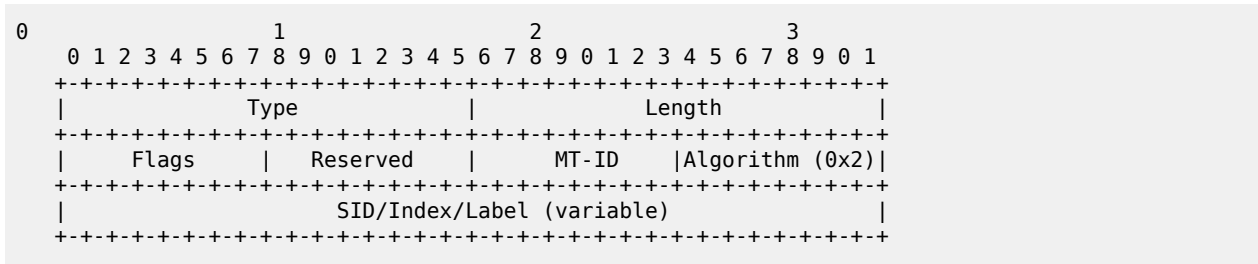 0                   1                   2                   3
    0 1 2 3 4 5 6 7 8 9 0 1 2 3 4 5 6 7 8 9 0 1 2 3 4 5 6 7 8 9 0 1
   +-+-+-+-+-+-+-+-+-+-+-+-+-+-+-+-+-+-+-+-+-+-+-+-+-+-+-+-+-+-+-+-+
   |              Type             |             Length            |
   +-+-+-+-+-+-+-+-+-+-+-+-+-+-+-+-+-+-+-+-+-+-+-+-+-+-+-+-+-+-+-+-+
   |     Flags     |   Reserved    |      MT-ID    |Algorithm (0x2)|
   +-+-+-+-+-+-+-+-+-+-+-+-+-+-+-+-+-+-+-+-+-+-+-+-+-+-+-+-+-+-+-+-+
   |                     SID/Index/Label (variable)                |
   +-+-+-+-+-+-+-+-+-+-+-+-+-+-+-+-+-+-+-+-+-+-+-+-+-+-+-+-+-+-+-+-+